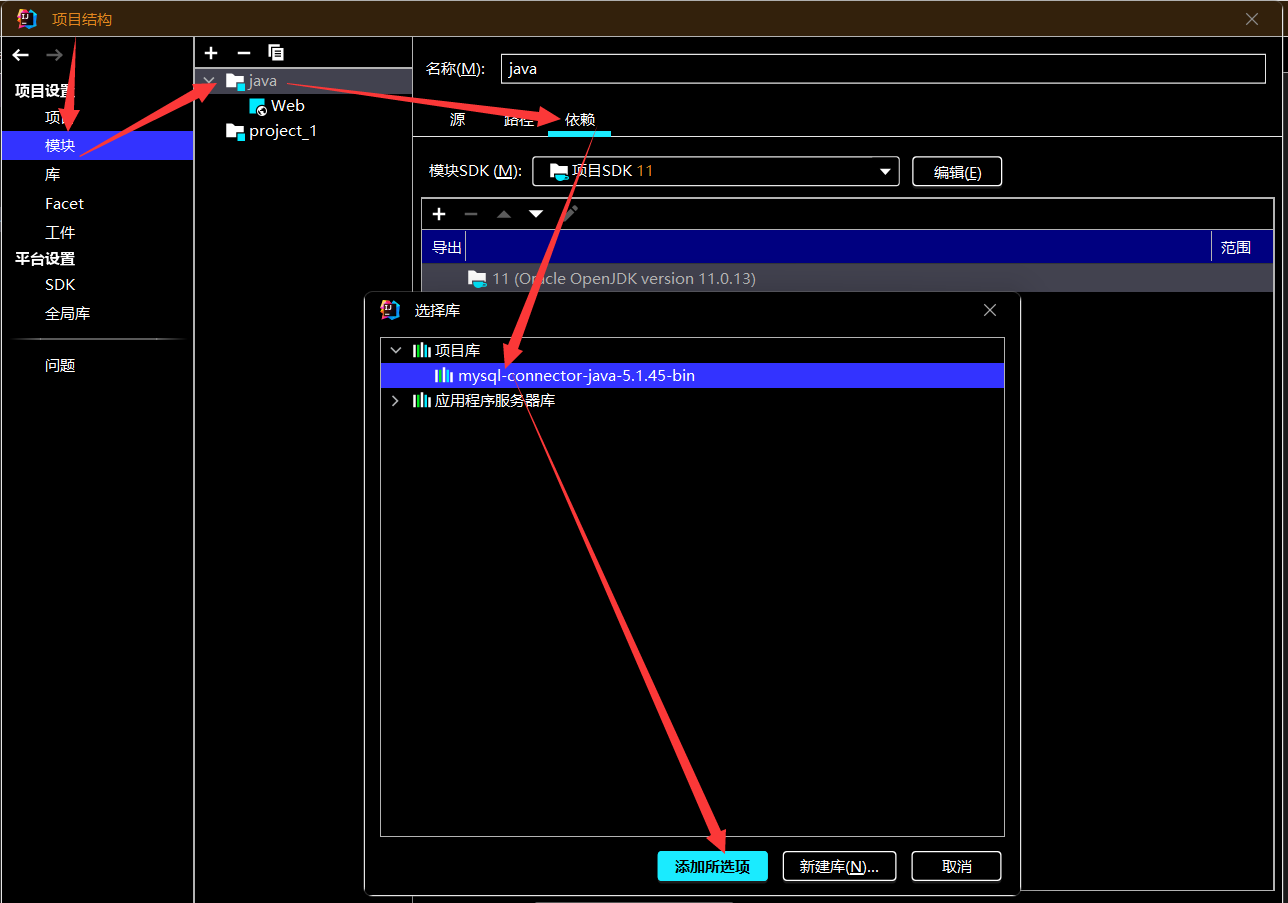 项目结构
项目设置
项目
模块
库
Facet
工件
平台设置
SDK
全局库
问题
java
Web
project_1
名称(M):
java
源
路径
依赖
模块SDK (M):
项目SDK 11
编辑(E)
导出
范围
11 (Oracle OpenJDK version 11.0.13)
选择库
项目库
mysql-connector-java-5.1.45-bin
应用程序服务器库
添加所选项
新建库(N)...
取消